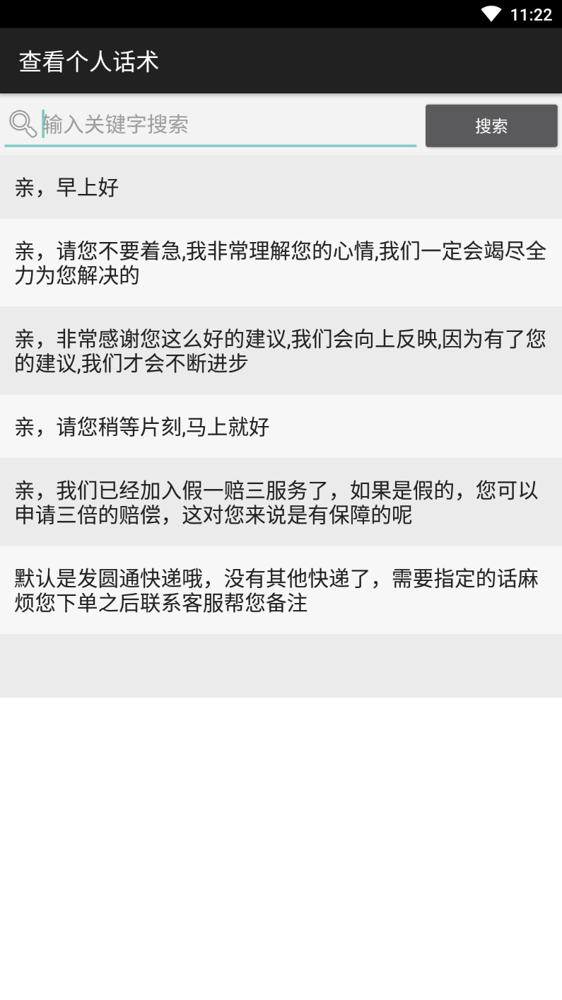 11:22
查看个人话术
输入关键字搜索
搜索
亲，早上好
亲，请您不要着急,我非常理解您的心情,我们一定会竭尽全
力为您解决的
亲，非常感谢您这么好的建议,我们会向上反映,因为有了您
的建议,我们才会不断进步
亲，请您稍等片刻,马上就好
亲，我们已经加入假一赔三服务了，如果是假的，您可以
申请三倍的赔偿，这对您来说是有保障的呢
默认是发圆通快递哦，没有其他快递了，需要指定的话麻
烦您下单之后联系客服帮您备注